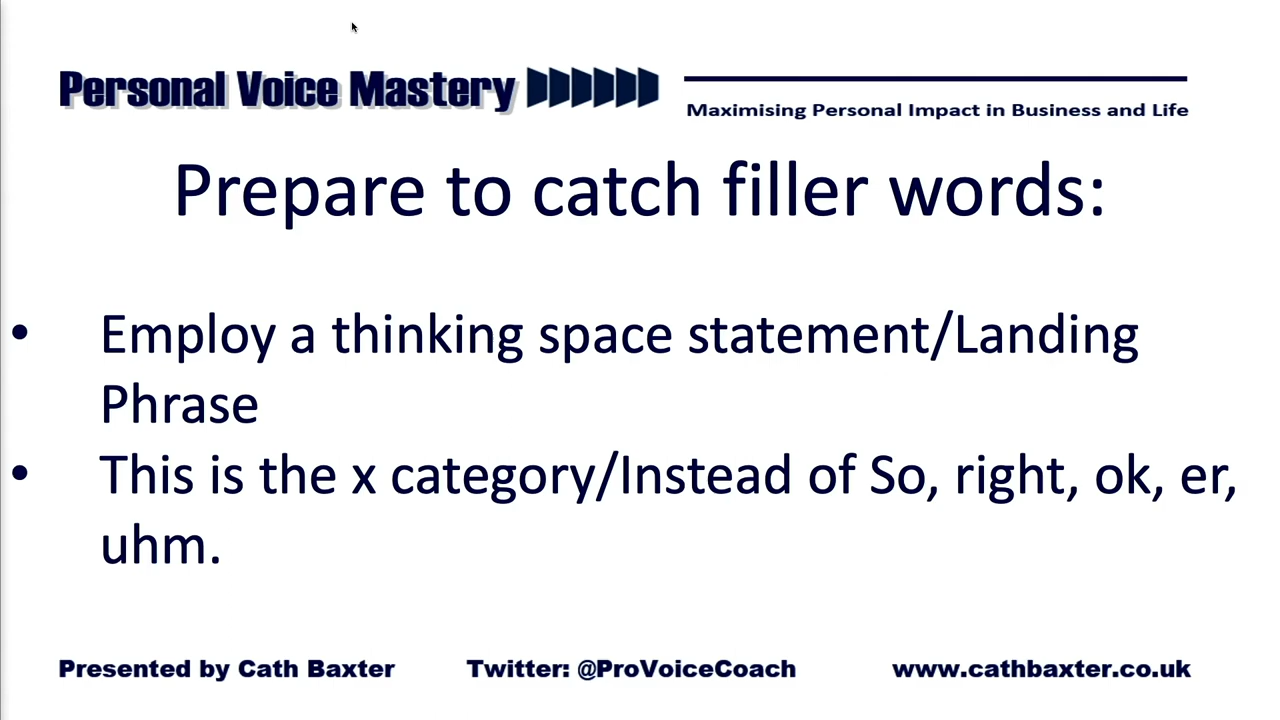 Personal Voice Mastery
Maximising Personal Impact in Business and Life
Prepare to catch filler words:
• Employ a thinking space statement/Landing
Phrase
• This is the x category/Instead of So, right, ok, er,
uhm.
Presented by Cath Baxter
Twitter: @ProVoiceCoach
www.cathbaxter.co.uk